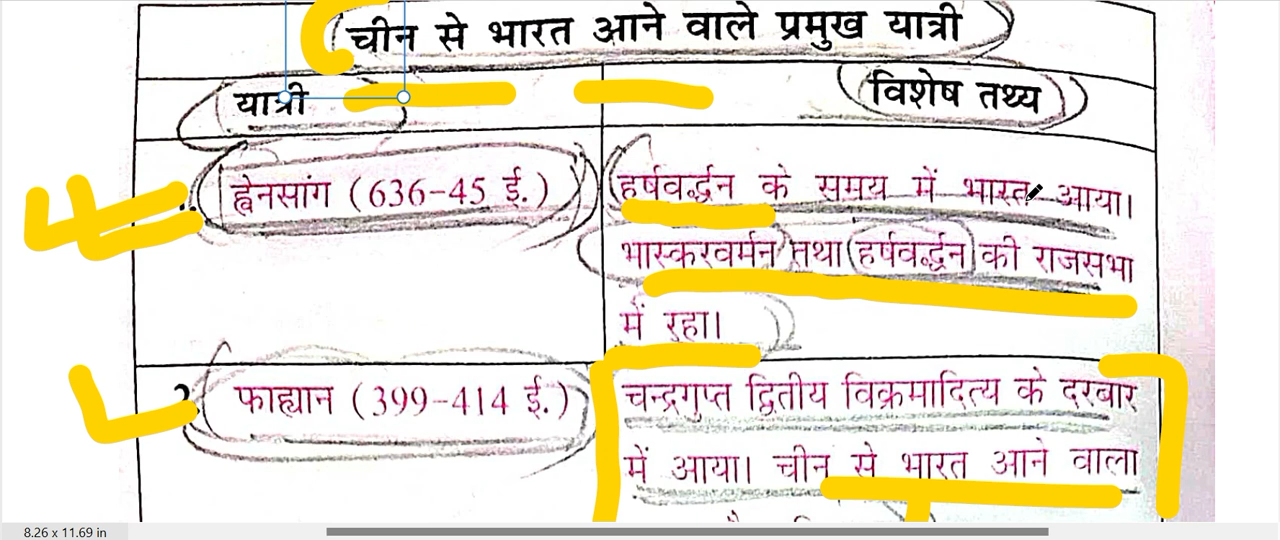 चीन से भारत आने वाले प्रमुख यात्री
यात्री विशेष तथ्य
ह्वेनसांग (636-45 ई.) हर्षवर्द्धन के समय में भारत आया।
भास्करवर्मन तथा हर्षवर्द्धन की राजसभा
में रहा।
2 फाह्यान (399-414 ई.) चन्द्रगुप्त द्वितीय विक्रमादित्य के दरबार
में आया। चीन से भारत आने वाला
8.26 x 11.69 in